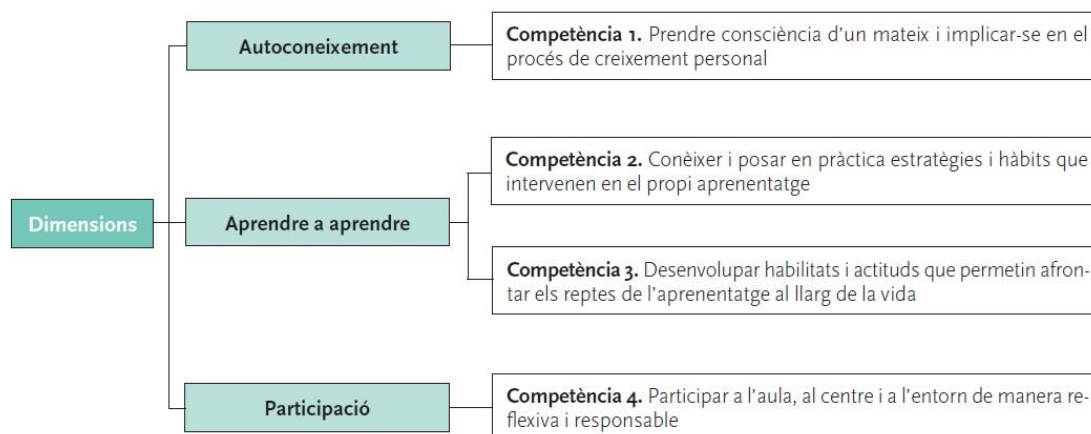 Dimensions
Autoconeixement
Competència 1. Prendre consciència d'un mateix i implicar-se en el
procés de creixement personal
Aprendre a aprendre
Competència 2. Conèixer i posar en pràctica estratègies i hàbits que
intervenen en el propi aprenentatge
Competència 3. Desenvolupar habilitats i actituds que permetin afron-
tar els reptes de l'aprenentatge al llarg de la vida
Participació
Competència 4. Participar a l'aula, al centre i a l'entorn de manera re-
flexiva i responsable